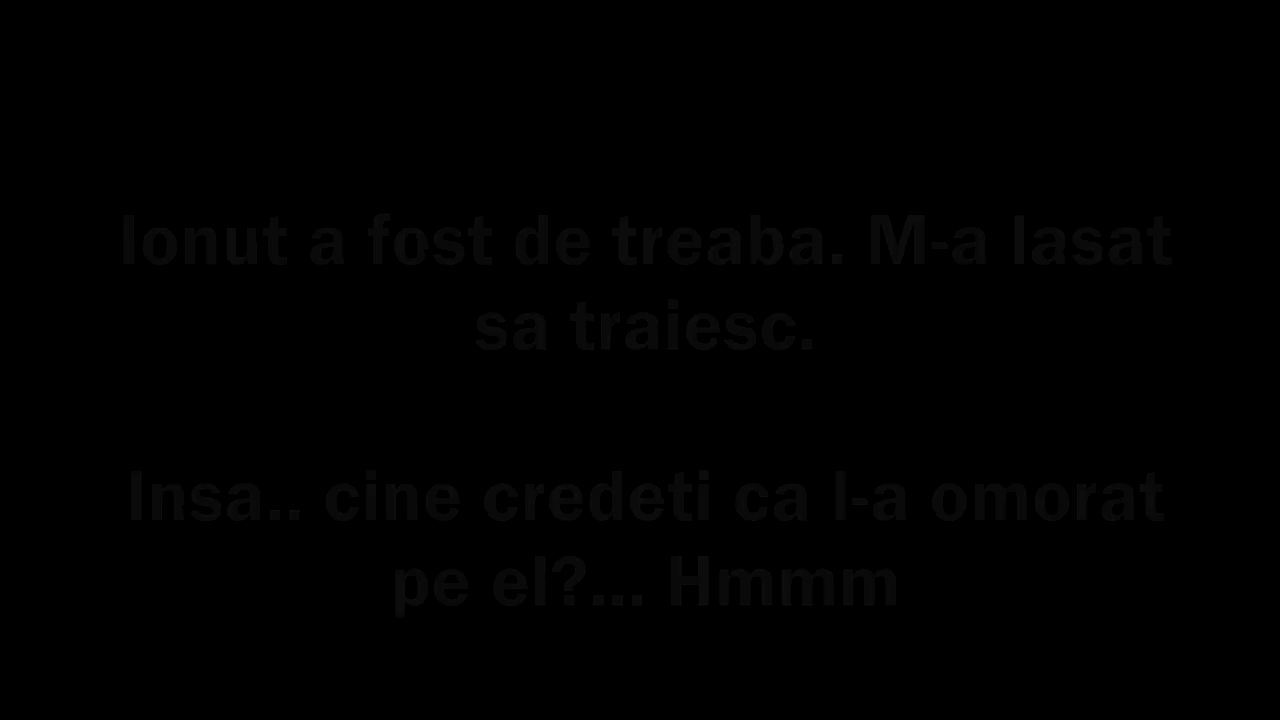 Ionut a fost de treaba. M-a lasat
sa traiesc.
Insa.. cine credeti ca l-a omorat
pe el?... Hmmm